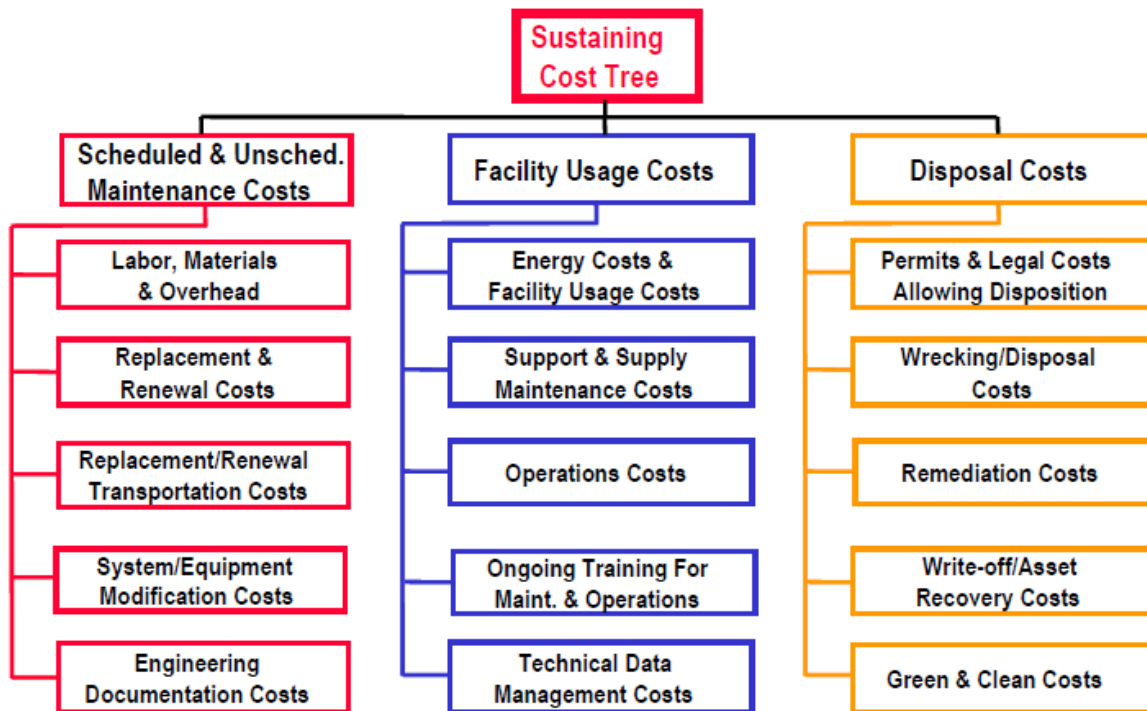 Sustaining
Cost Tree
Scheduled & Unsched.
Maintenance Costs
Labor, Materials
& Overhead
Replacement &
Renewal Costs
Replacement/Renewal
Transportation Costs
System/Equipment
Modification Costs
Engineering
Documentation Costs
Facility Usage Costs
Energy Costs &
Facility Usage Costs
Support & Supply
Maintenance Costs
Operations Costs
Ongoing Training For
Maint. & Operations
Technical Data
Management Costs
Disposal Costs
Permits & Legal Costs
Allowing Disposition
Wrecking/Disposal
Costs
Remediation Costs
Write-off/Asset
Recovery Costs
Green & Clean Costs